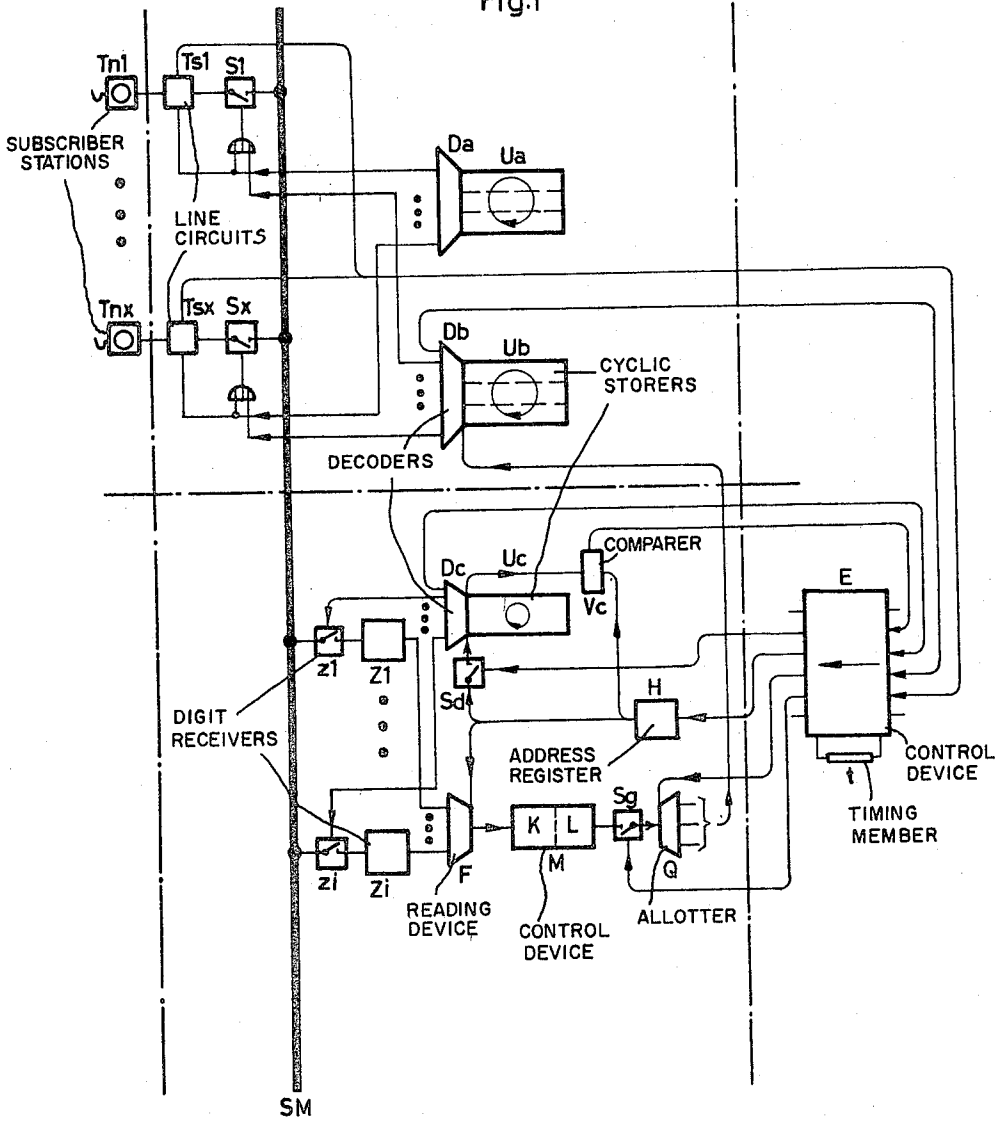 Fig.1
Tn1
Ts1
S1
SUBSCRIBER
STATIONS
Da
Ua
LINE
CIRCUITS
Tnx
Tsx
Sx
Db
Ub
CYCLIC
STORERS
DECODERS
Dc
Uc
COMPARER
Vc
E
z1
Z1
Sd
H
DIGIT
RECEIVERS
ADDRESS
REGISTER
CONTROL
DEVICE
t
TIMING
MEMBER
Sg
K
L
zi
Zi
F
M
Q
READING
DEVICE
CONTROL
DEVICE
ALLOTTER
SM